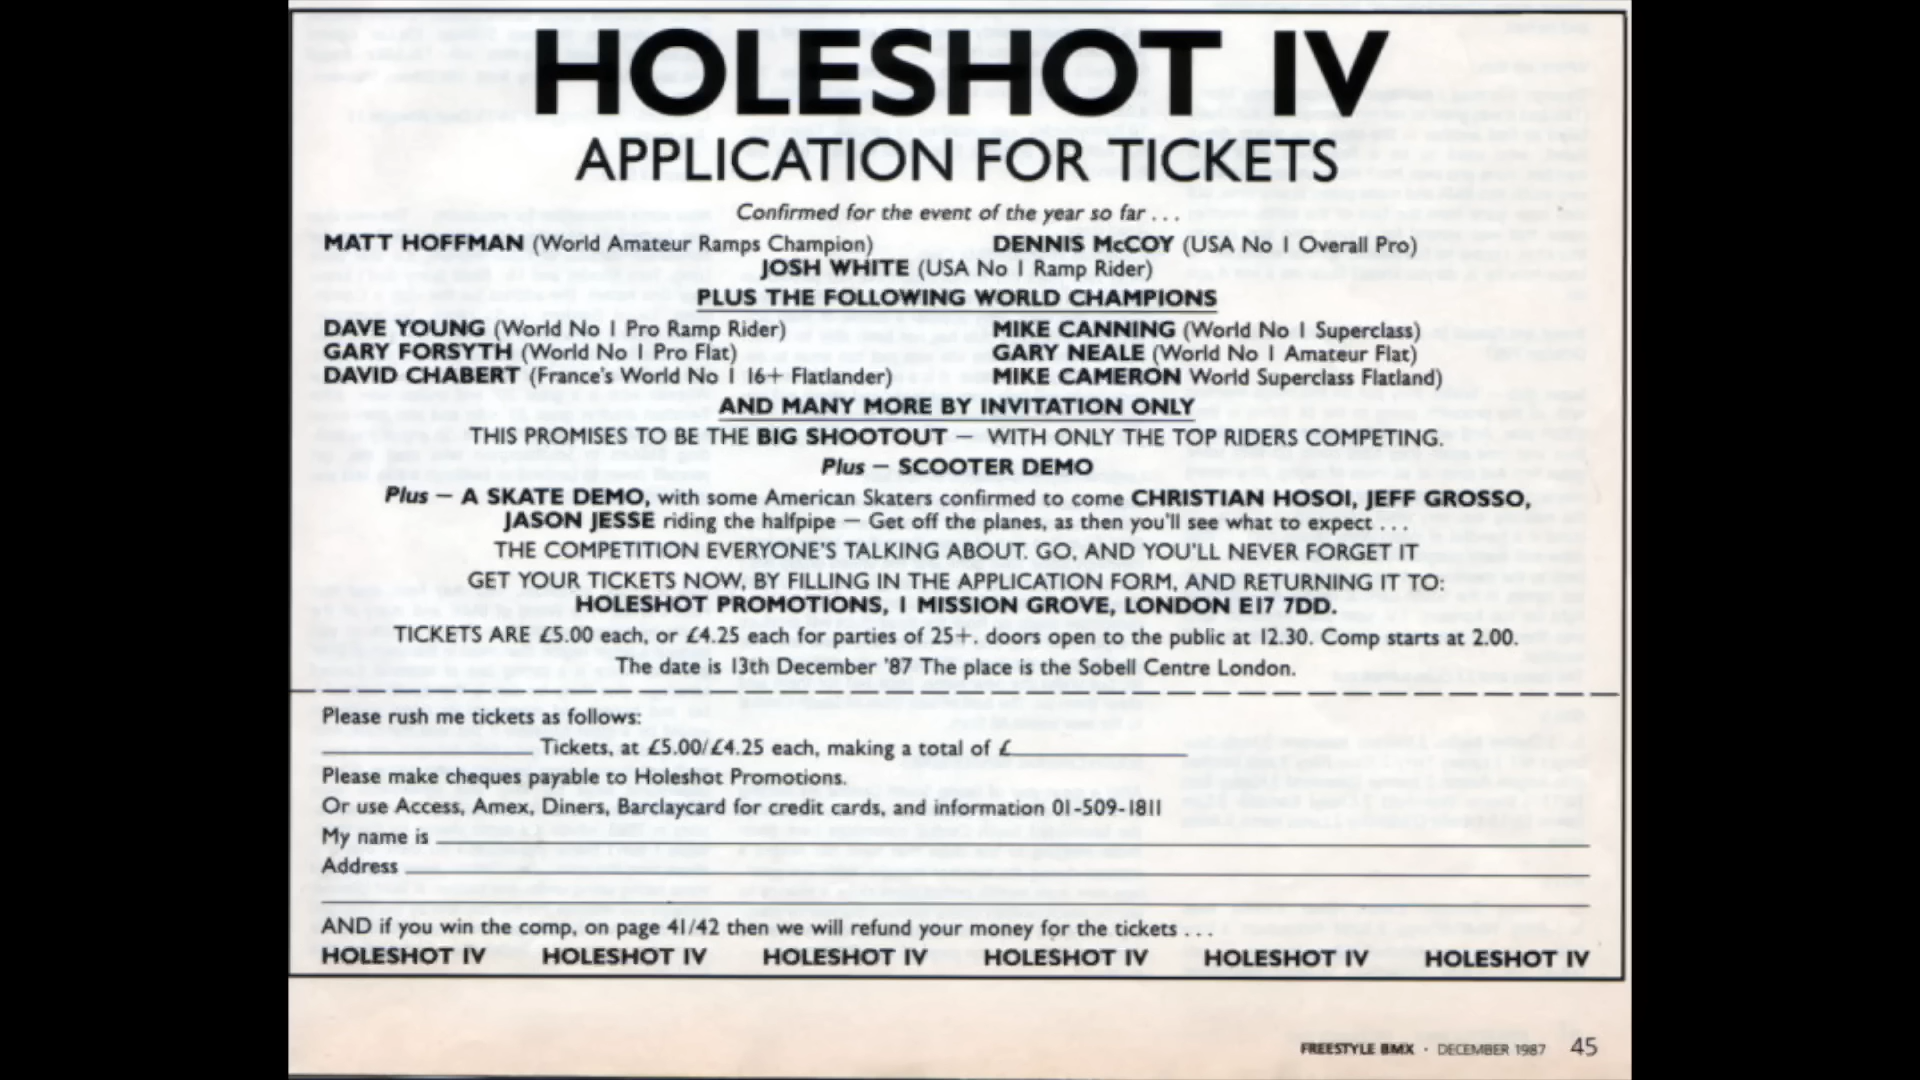 HOLESHOT IV
APPLICATION FOR TICKETS
Confirmed for the event of the year so far . . .
MATT HOFFMAN (World Amateur Ramps Champion) DENNIS McCOY (USA No 1 Overall Pro)
JOSH WHITE (USA No 1 Ramp Rider)
PLUS THE FOLLOWING WORLD CHAMPIONS
DAVE YOUNG (World No 1 Pro Ramp Rider) MIKE CANNING (World No 1 Superclass)
GARY FORSYTH (World No 1 Pro Flat) GARY NEALE (World No 1 Amateur Flat)
DAVID CHABERT (France's World No 1 16+ Flatlander) MIKE CAMERON World Superclass Flatland)
AND MANY MORE BY INVITATION ONLY
THIS PROMISES TO BE THE BIG SHOOTOUT — WITH ONLY THE TOP RIDERS COMPETING.
Plus — SCOOTER DEMO
Plus — A SKATE DEMO, with some American Skaters confirmed to come CHRISTIAN HOSOI, JEFF GROSSO,
JASON JESSE riding the halfpipe — Get off the planes, as then you'll see what to expect . . .
THE COMPETITION EVERYONE'S TALKING ABOUT. GO, AND YOU'LL NEVER FORGET IT
GET YOUR TICKETS NOW, BY FILLING IN THE APPLICATION FORM, AND RETURNING IT TO:
HOLESHOT PROMOTIONS, 1 MISSION GROVE, LONDON E17 7DD.
TICKETS ARE £5.00 each, or £4.25 each for parties of 25+. doors open to the public at 12.30. Comp starts at 2.00.
The date is 13th December '87 The place is the Sobell Centre London.
Please rush me tickets as follows:
Tickets, at £5.00/£4.25 each, making a total of £
Please make cheques payable to Holeshot Promotions.
Or use Access, Amex, Diners, Barclaycard for credit cards, and information 01-509-1811
My name is
Address
AND if you win the comp, on page 41/42 then we will refund your money for the tickets . . .
HOLESHOT IV HOLESHOT IV HOLESHOT IV HOLESHOT IV HOLESHOT IV HOLESHOT IV
FREESTYLE BMX · DECEMBER 1987 45